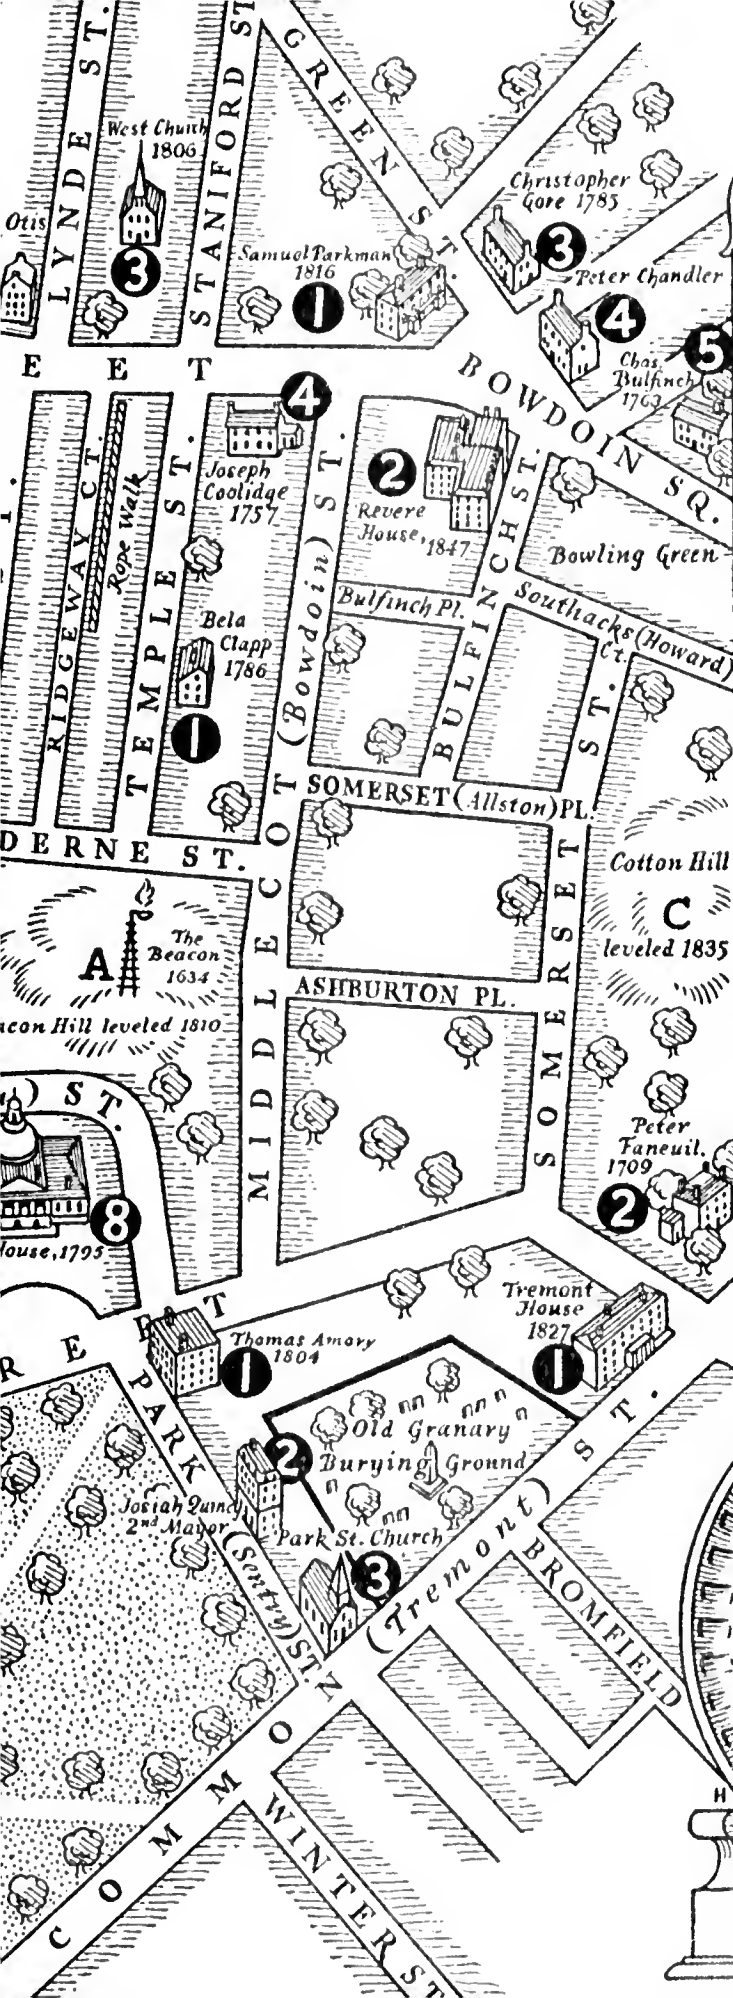 LYNDE ST.
STANIFORD ST
GREEN ST.
West Church
1806
3
Otis
Christopher
Gore 1785
3
Samuel Parkman
1816
1
Peter Chandler
4
5
Chas.
Bulfinch
1763
EET
BOWDOIN SQ.
4
Joseph
Coolidge
1757
2
Revere
House, 1847
RIDGEWAY CT.
Rope Walk
TEMPLE ST.
Bowling Green
Bulfinch Pl.
BULFINCH ST.
Southacks (Howard)
Ct.
Bela
Clapp
1786
1
MIDDLECOT (Bowdoin) ST.
SOMERSET (Allston) PL.
SOMERSET ST.
DERNE ST.
Cotton Hill
C
leveled 1835
The
Beacon
1634
A
acon Hill leveled 1810
ASHBURTON PL.
) ST.
Peter
Faneuil.
1709
2
8
House, 1795
REET
Tremont
House
1827
1
Thomas Amory
1804
1
PARK (Sentry) ST
Old Granary
Burying Ground
2
Josiah Quincy
2nd Mayor
Park St. Church
3
COMMON (Tremont) ST.
BROMFIELD
WINTER ST
H